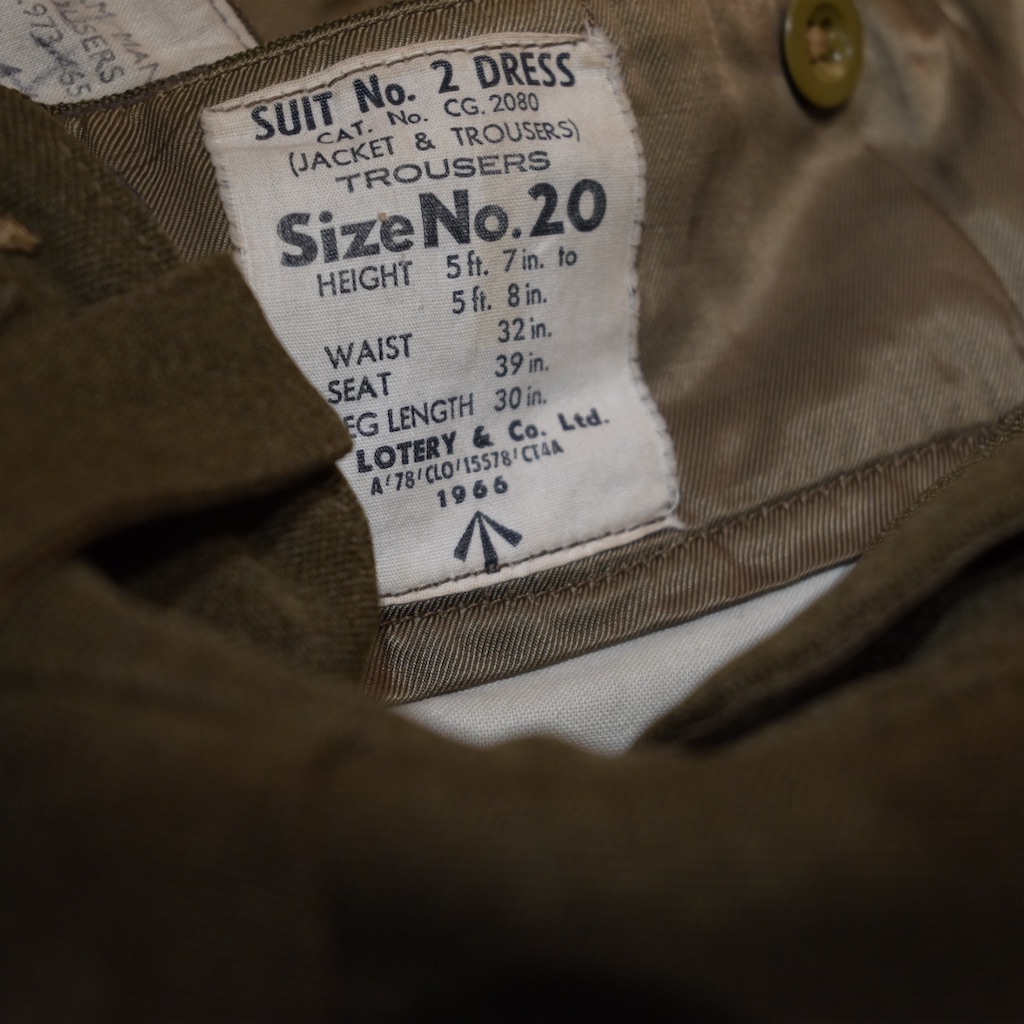 MAN
SUIT No. 2 DRESS
CAT. No. CG. 2080
(JACKET & TROUSERS)
TROUSERS
Size No. 20
HEIGHT 5 ft. 7 in. to
5 ft. 8 in.
WAIST 32 in.
SEAT 39 in.
EG LENGTH 30 in.
LOTERY & Co. Ltd.
A/78/CLO/15578/CT4A
1966